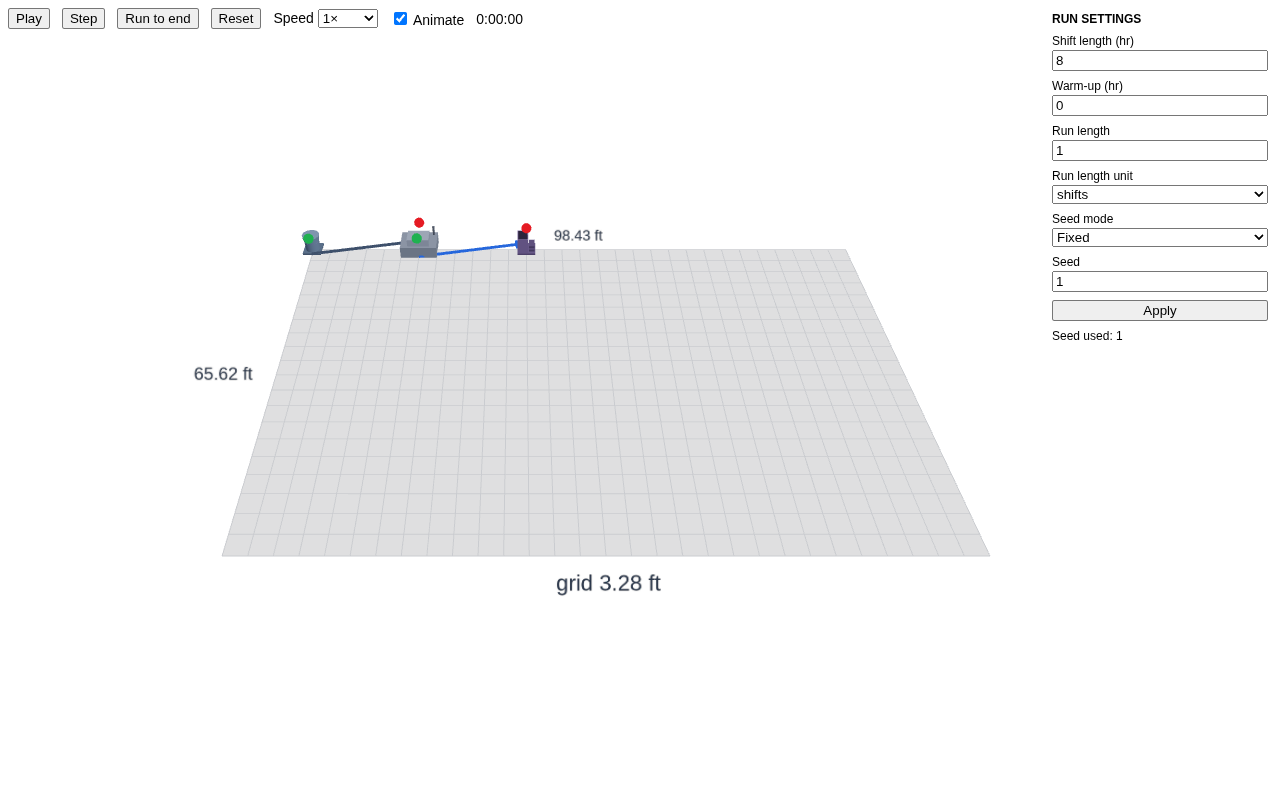 Play Step Run to end Reset Speed 1× Animate 0:00:00
98.43 ft
65.62 ft
grid 3.28 ft
RUN SETTINGS
Shift length (hr)
8
Warm-up (hr)
0
Run length
1
Run length unit
shifts
Seed mode
Fixed
Seed
1
Apply
Seed used: 1